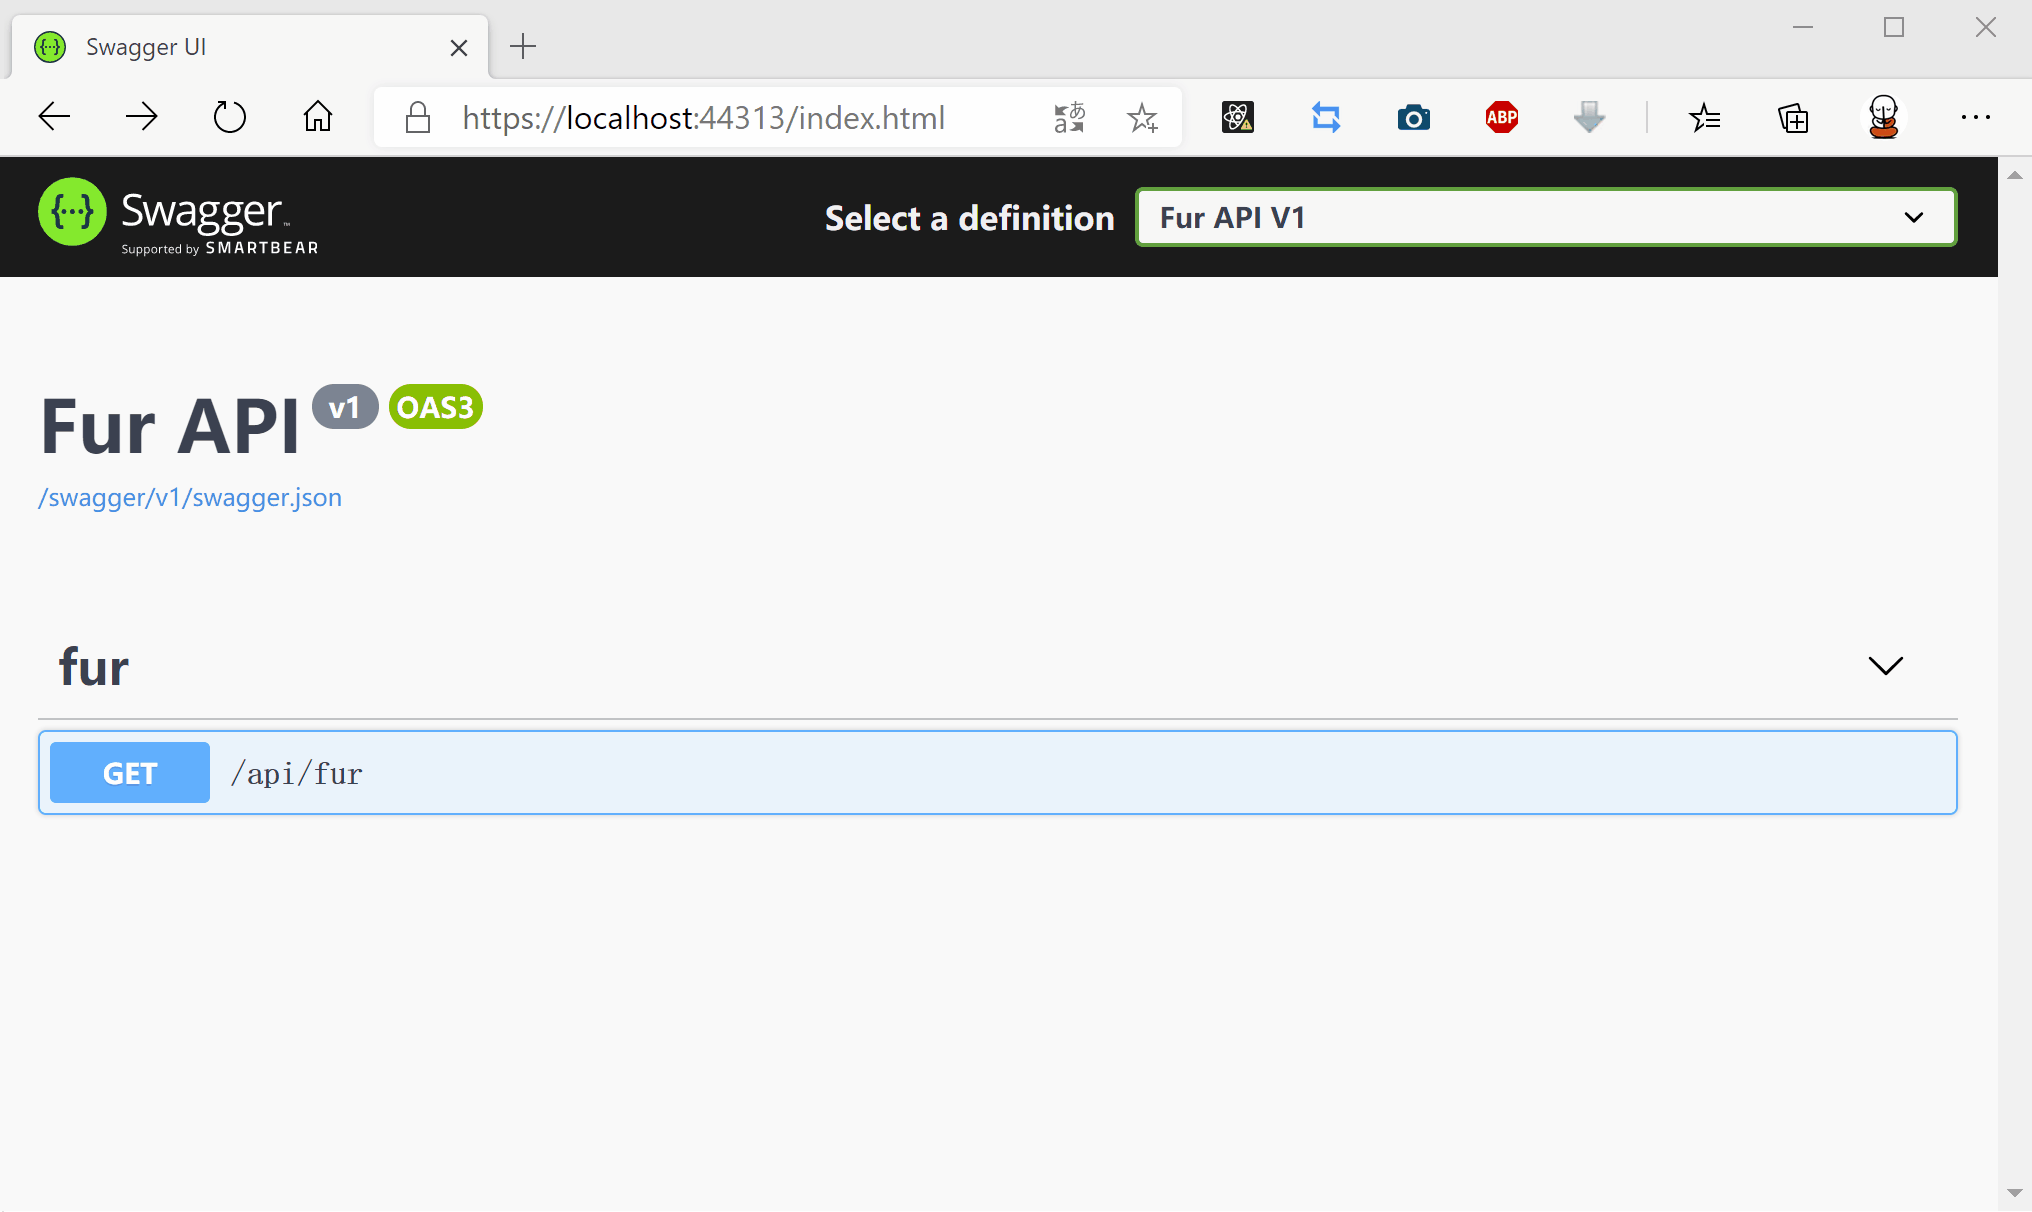 Swagger UI
https://localhost:44313/index.html
ABP
Swagger™
Supported by SMARTBEAR
Select a definition
Fur API V1
Fur API v1 OAS3
/swagger/v1/swagger.json
fur
GET /api/fur